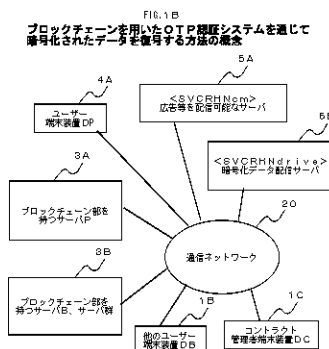 FIG.1B
ブロックチェーンを用いたOTP認証システムを通じて
暗号化されたデータを復号する方法の概念
5A
4A
<SVCRHNcm>
広告等を配信可能なサーバ
ユーザー
端末装置DP
5B
<SVCRHNdrive>
暗号化データ配信サーバ
3A
ブロックチェーン部を
持つサーバP
20
通信ネットワーク
3B
ブロックチェーン部を
持つサーバB、サーバ群
1B
他のユーザー
端末装置DB
1C
コントラクト
管理者端末装置DC